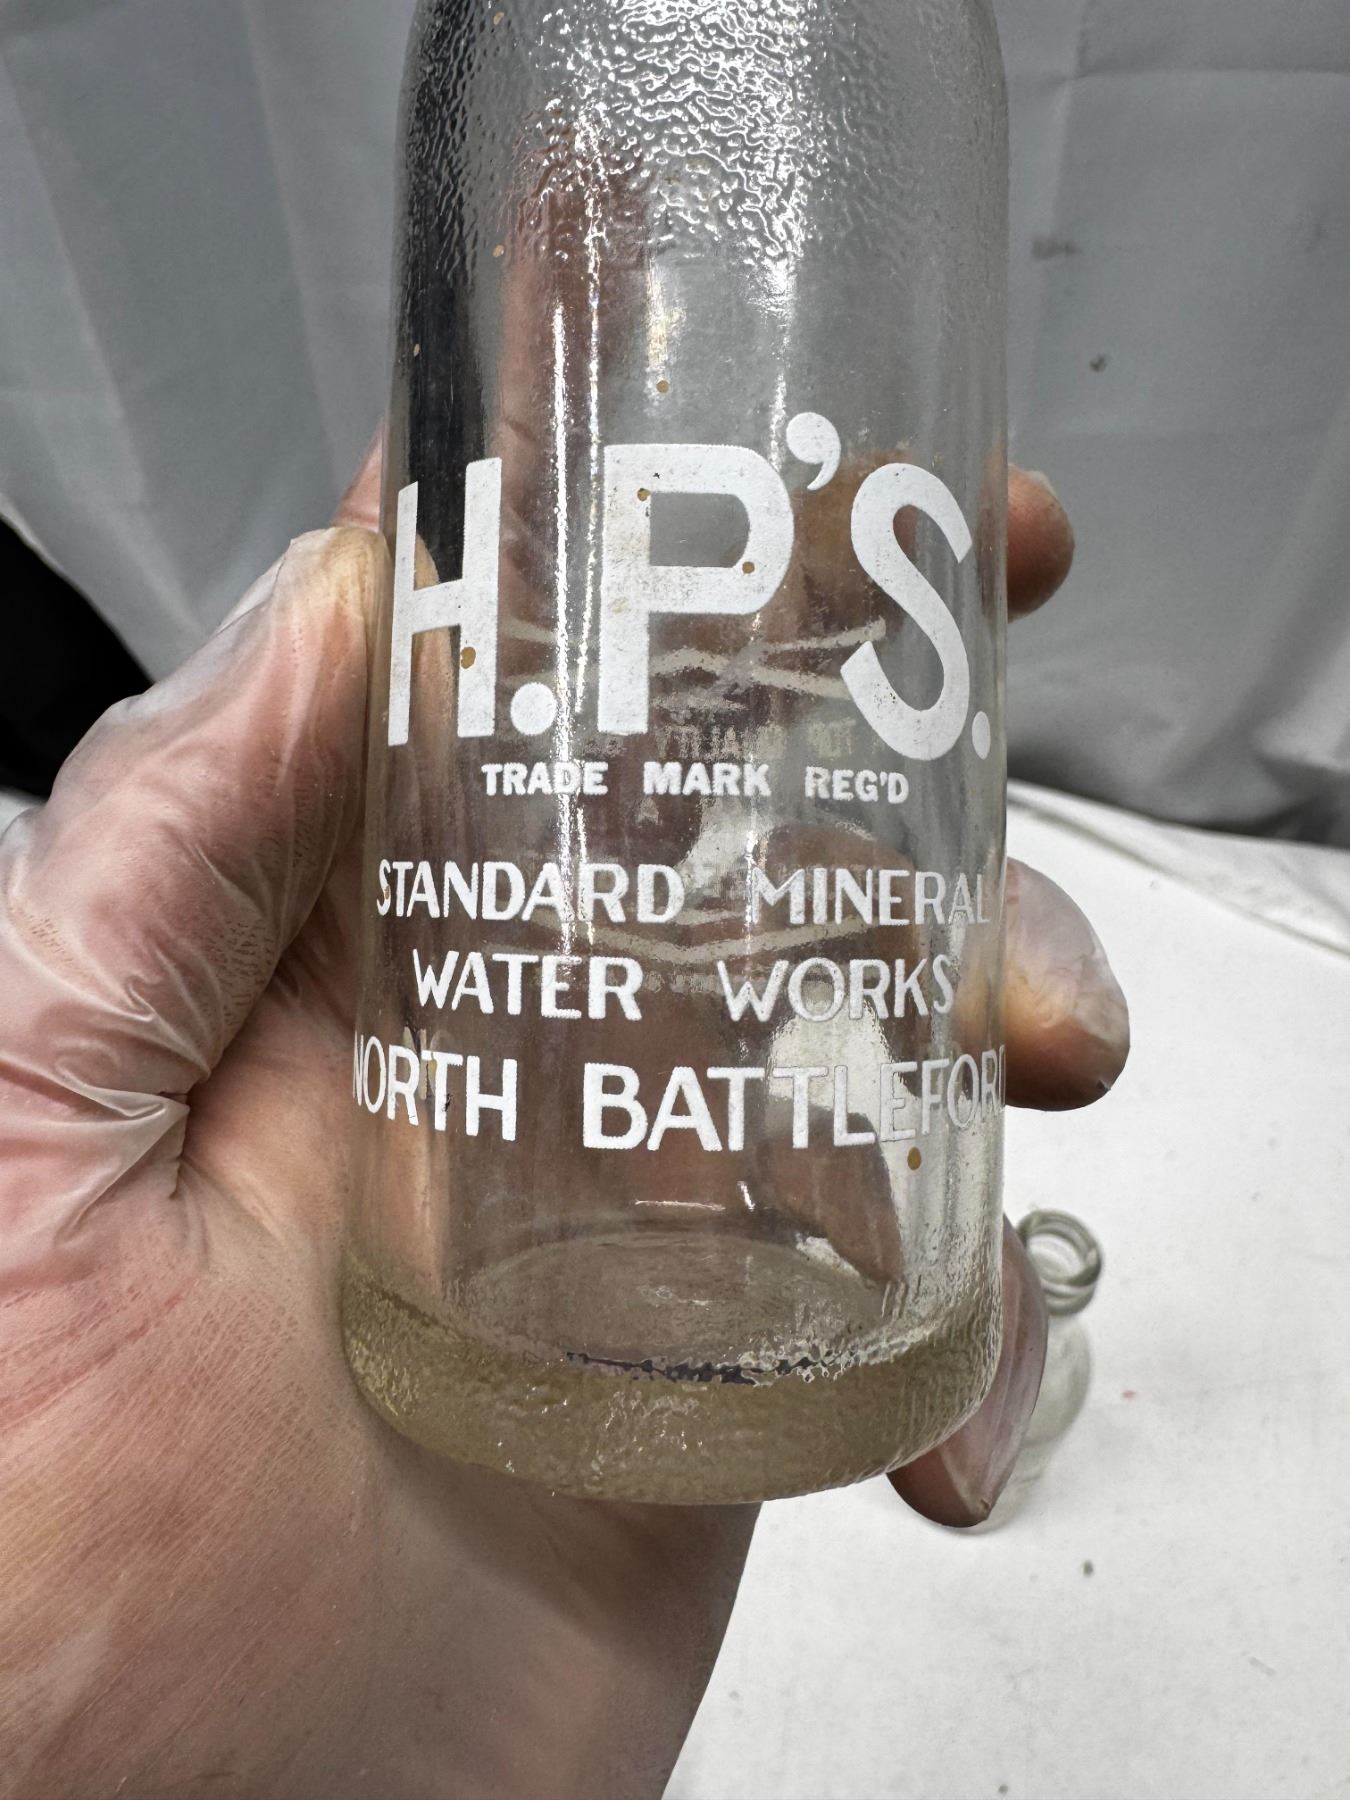 H.P'S.
TRADE MARK REG'D
STANDARD MINERAL
WATER WORKS
NORTH BATTLEFORD